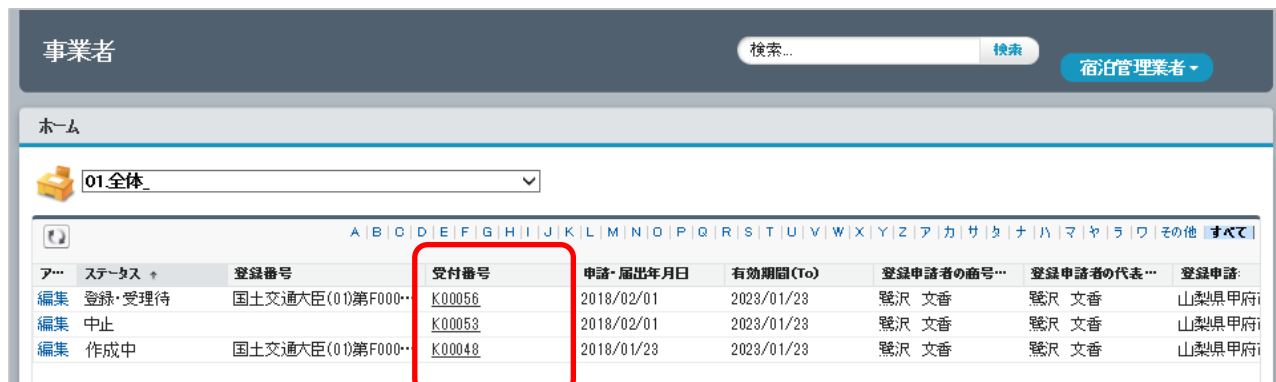 事業者
検索...
検索
宿泊管理業者
ホーム
01.全体_
A|B|C|D|E|F|G|H|I|J|K|L|M|N|O|P|Q|R|S|T|U|V|W|X|Y|Z|ア|カ|サ|タ|ナ|ハ|マ|ヤ|ラ|ワ|その他|すべて|
ア… ステータス ↑ 登録番号 受付番号 申請・届出年月日 有効期間(To) 登録申請者の商号… 登録申請者の代表… 登録申請
編集 登録・受理待 国土交通大臣(01)第F000… K00056 2018/02/01 2023/01/23 鷺沢 文香 鷺沢 文香 山梨県甲府
編集 中止 K00053 2018/02/01 2023/01/23 鷺沢 文香 鷺沢 文香 山梨県甲府
編集 作成中 国土交通大臣(01)第F000… K00048 2018/01/23 2023/01/23 鷺沢 文香 鷺沢 文香 山梨県甲府